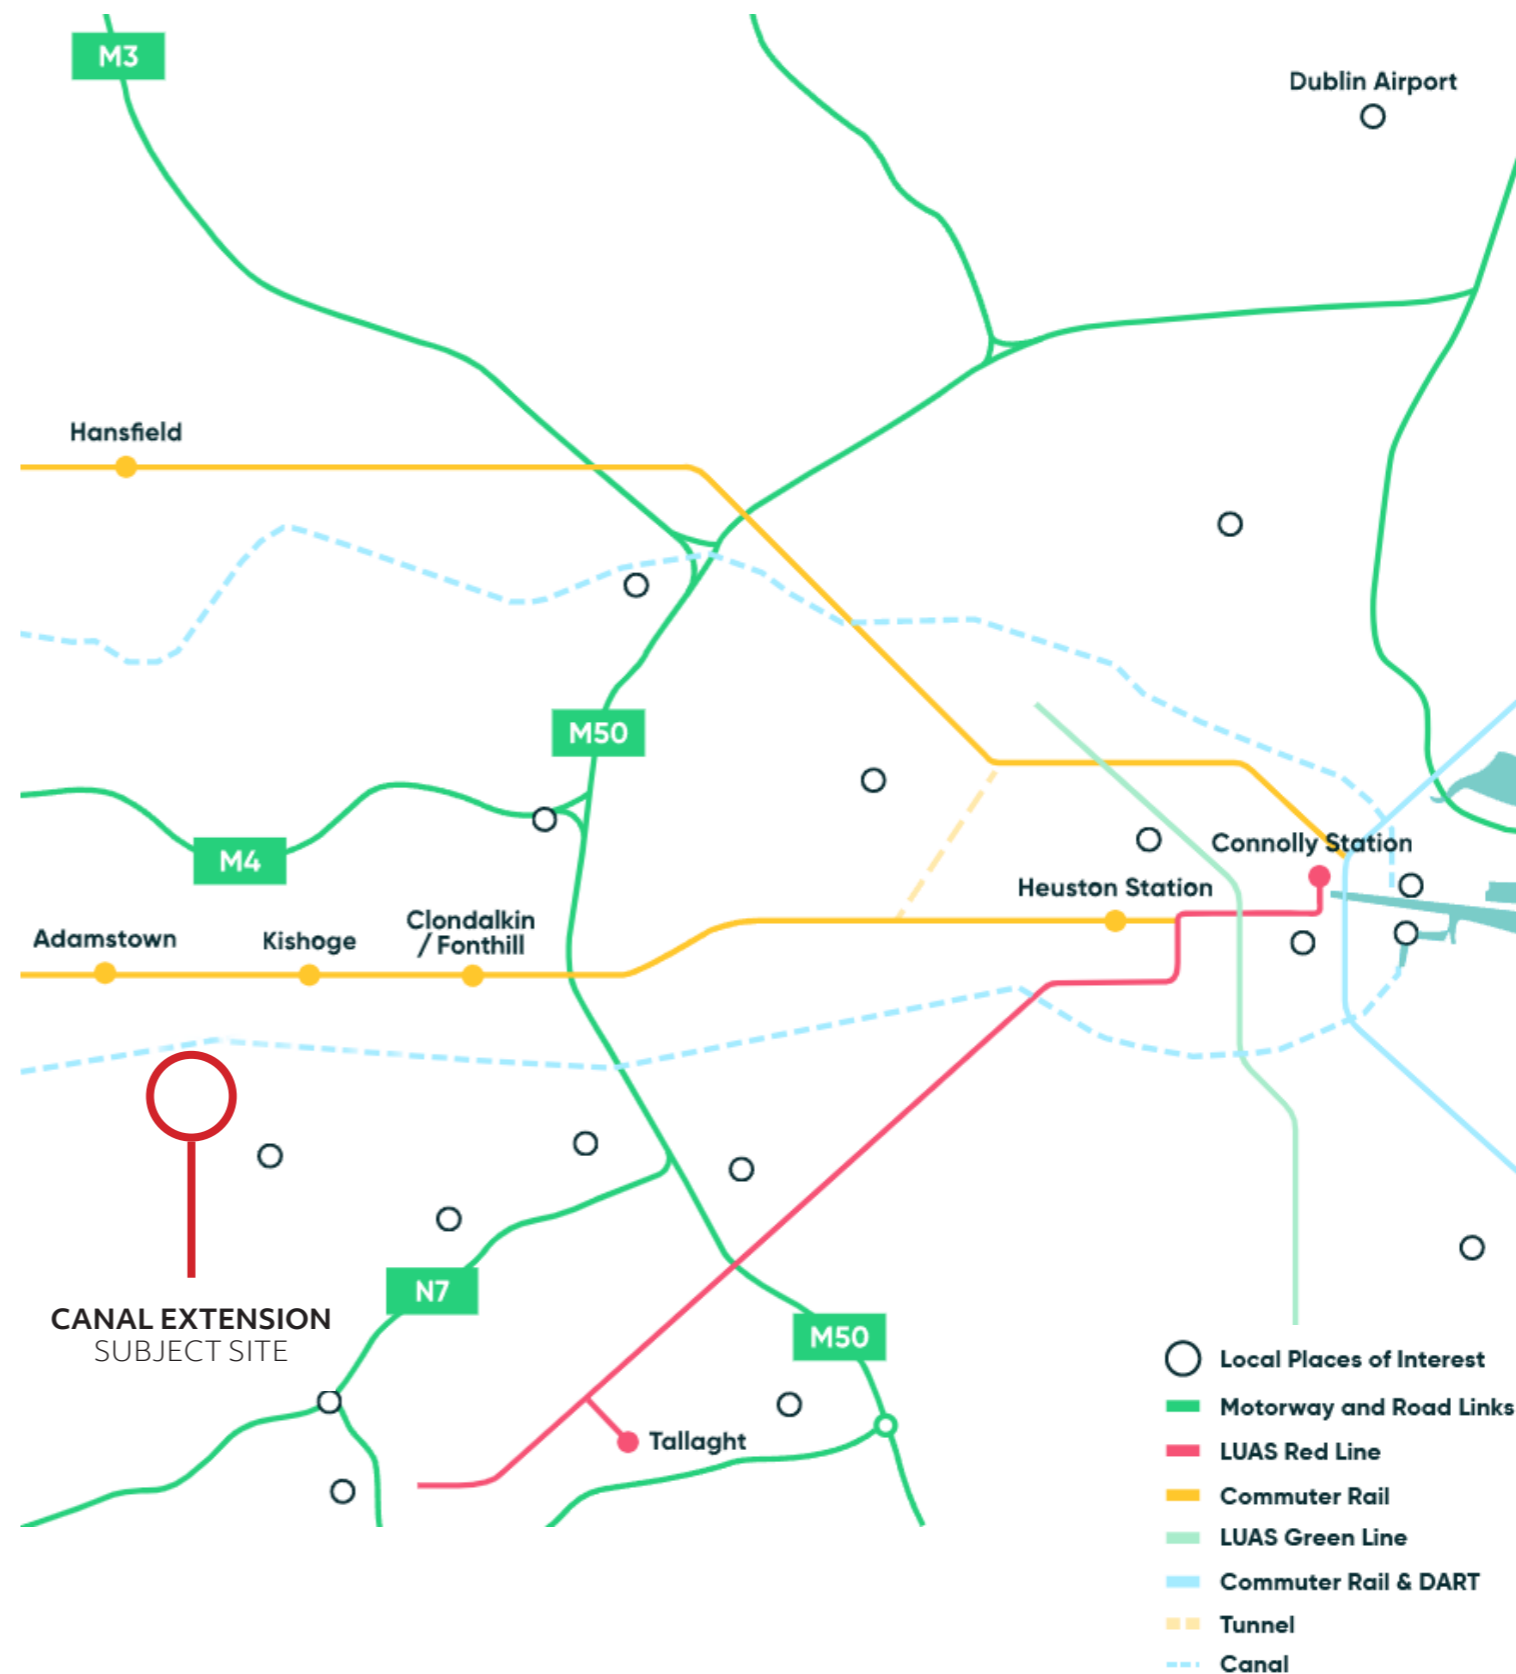 M3
Dublin Airport
Hansfield
M50
M4
Connolly Station
Heuston Station
Clondalkin
/ Fonthill
Adamstown
Kishoge
N7
CANAL EXTENSION
SUBJECT SITE
M50
Tallaght
Local Places of Interest
Motorway and Road Links
LUAS Red Line
Commuter Rail
LUAS Green Line
Commuter Rail & DART
Tunnel
Canal